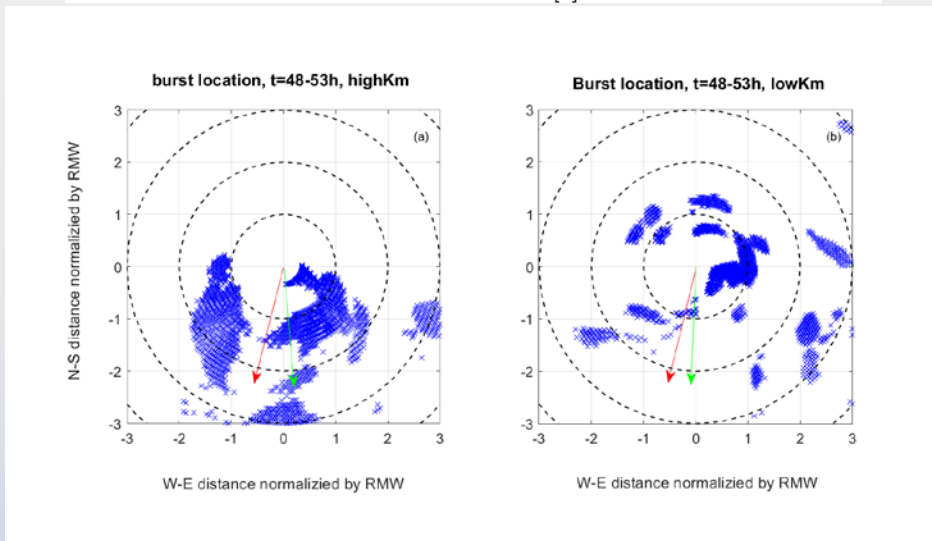 burst location, t=48-53h, highKm
Burst location, t=48-53h, lowKm
(a)
(b)
N-S distance normalized by RMW
3
2
1
0
-1
-2
-3
-3 -2 -1 0 1 2 3
3
2
1
0
-1
-2
-3
-3 -2 -1 0 1 2 3
W-E distance normalizied by RMW
W-E distance normalizied by RMW